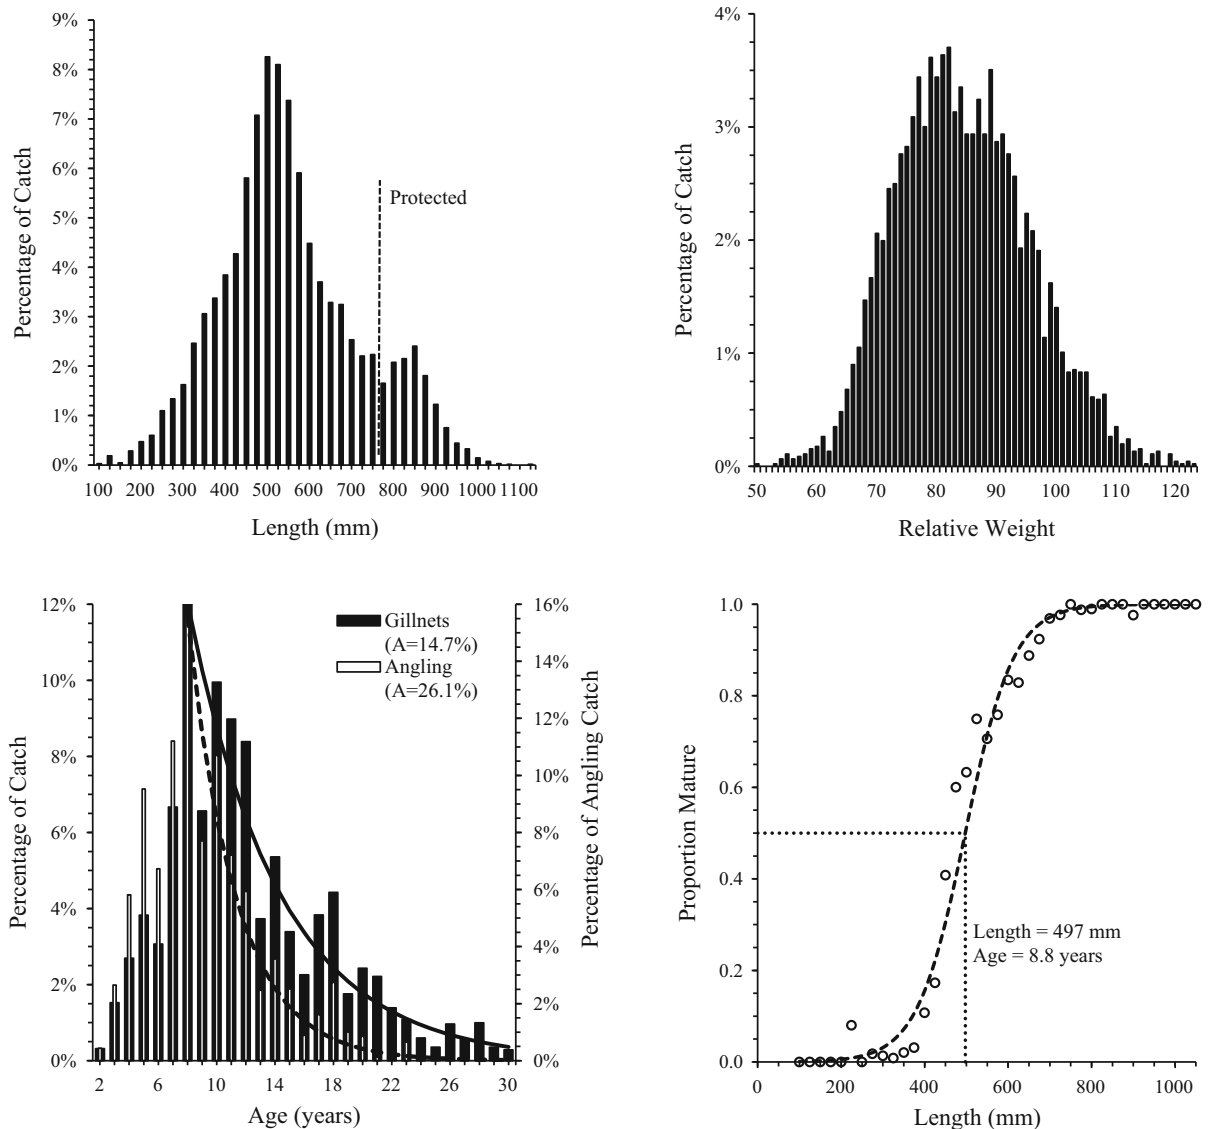 9%
8%
7%
6%
5%
4%
3%
2%
1%
0%
Percentage of Catch
Protected
100 200 300 400 500 600 700 800 900 1000 1100
Length (mm)
4%
3%
2%
1%
0%
Percentage of Catch
50 60 70 80 90 100 110 120
Relative Weight
12%
10%
8%
6%
4%
2%
0%
Percentage of Catch
Gillnets
(A=14.7%)
Angling
(A=26.1%)
16%
14%
12%
10%
8%
6%
4%
2%
0%
Percentage of Angling Catch
2 6 10 14 18 22 26 30
Age (years)
1.0
0.8
0.6
0.4
0.2
0.0
Proportion Mature
Length = 497 mm
Age = 8.8 years
0 200 400 600 800 1000
Length (mm)